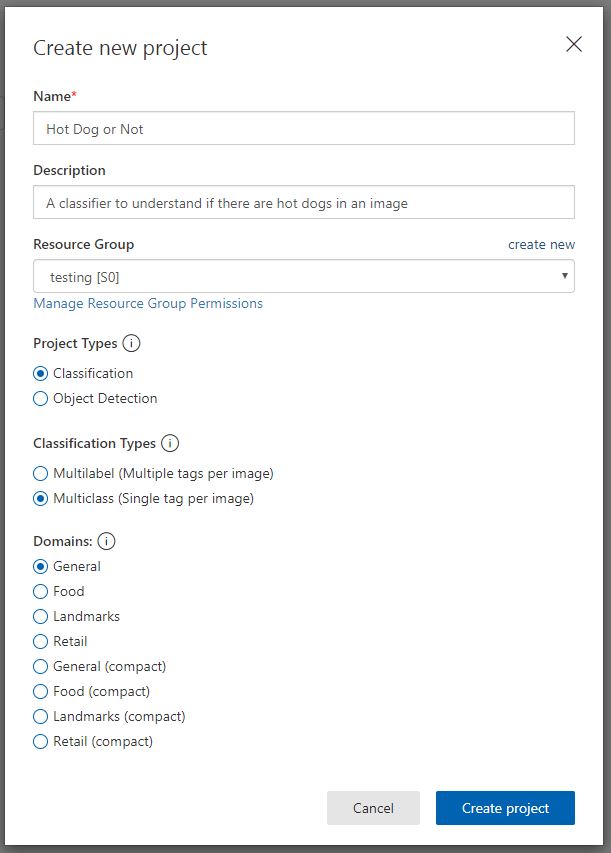 Create new project
Name*
Hot Dog or Not
Description
A classifier to understand if there are hot dogs in an image
Resource Group create new
testing [S0]
Manage Resource Group Permissions
Project Types
Classification
Object Detection
Classification Types
Multilabel (Multiple tags per image)
Multiclass (Single tag per image)
Domains:
General
Food
Landmarks
Retail
General (compact)
Food (compact)
Landmarks (compact)
Retail (compact)
Cancel Create project